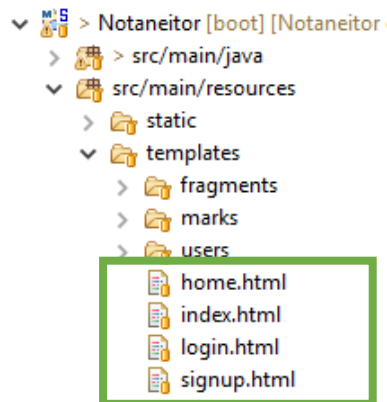 > Notaneitor [boot] [Notaneitor
> src/main/java
src/main/resources
static
templates
fragments
marks
users
home.html
index.html
login.html
signup.html